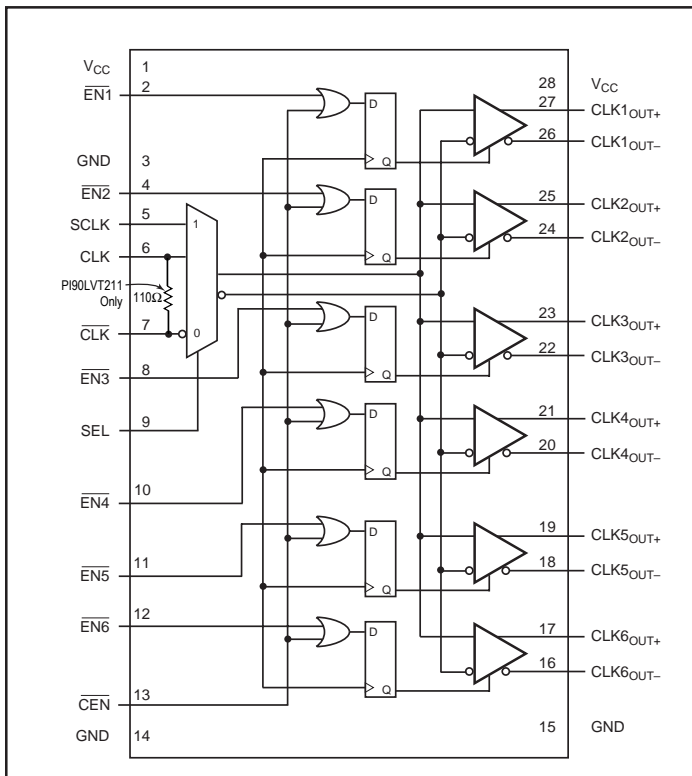 VCC 1
EN1 2
GND 3
EN2 4
SCLK 5
CLK 6
PI90LVT211
Only
110Ω
CLK 7
EN3 8
SEL 9
EN4 10
EN5 11
EN6 12
CEN 13
GND 14
1
0
D
Q
D
Q
D
Q
D
Q
D
Q
D
Q
28 VCC
27 CLK1OUT+
26 CLK1OUT–
25 CLK2OUT+
24 CLK2OUT–
23 CLK3OUT+
22 CLK3OUT–
21 CLK4OUT+
20 CLK4OUT–
19 CLK5OUT+
18 CLK5OUT–
17 CLK6OUT+
16 CLK6OUT–
15 GND